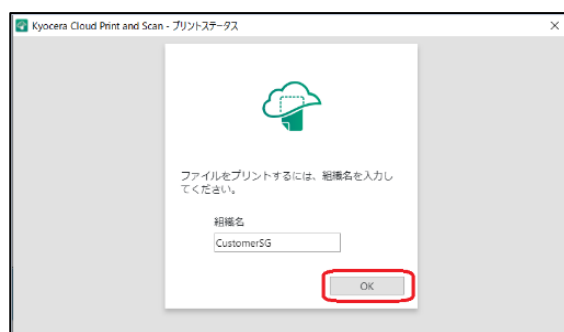 Kyocera Cloud Print and Scan - プリントステータス
ファイルをプリントするには、組織名を入力し
てください。
組織名
CustomerSG
OK